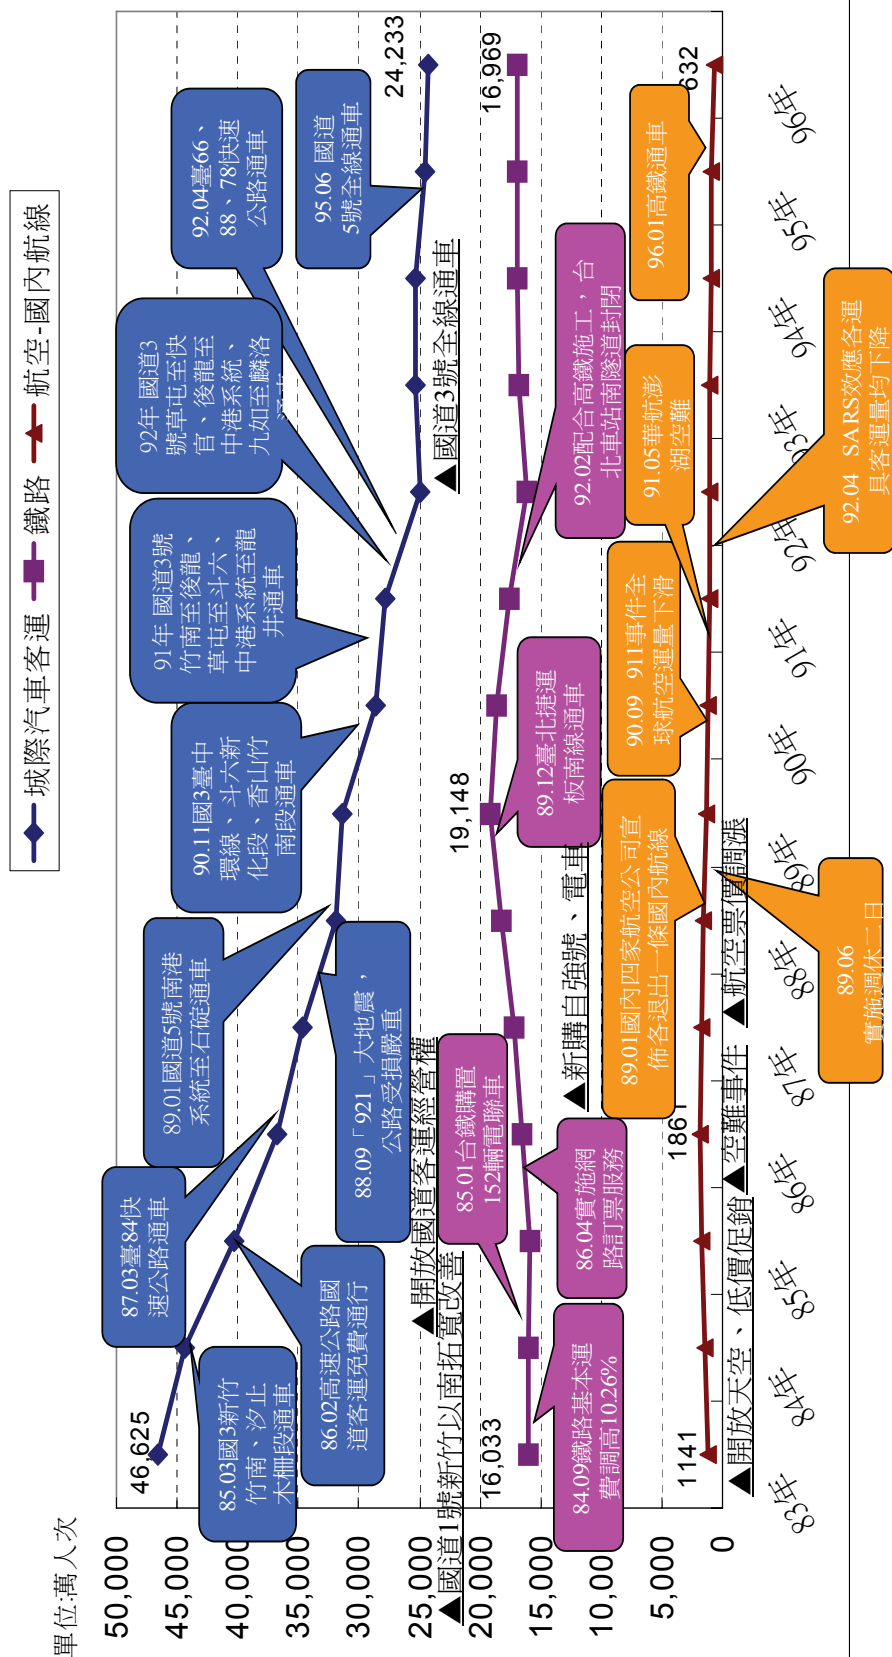 單位:萬人次
城際汽車客運
鐵路
航空-國內航線
50,000
45,000
40,000
35,000
30,000
25,000
20,000
15,000
10,000
5,000
0
46,625
24,233
85.03國3新竹
竹南、汐止
木柵段通車
87.03臺84快
速公路通車
86.02高速公路國
道客運免費通行
89.01國道5號南港
系統至石碇通車
88.09「921」大地震，
公路受損嚴重
90.11國3臺中
環線、斗六新
化段、香山竹
南段通車
91年 國道3號
竹南至後龍、
草屯至斗六、
中港系統至龍
井通車
92年 國道3
號草屯至快
官、後龍至
中港系統、
九如至麟洛
92.04臺66、
88、78快速
公路通車
95.06 國道
5號全線通車
▲國道1號新竹以南拓寬改善
▲開放國道客運經營權
▲國道3號全線通車
16,033
19,148
16,969
84.09鐵路基本運
費調高10.26%
85.01台鐵購置
152輛電聯車
86.04實施網
路訂票服務
89.12臺北捷運
板南線通車
92.02配合高鐵施工，台
北車站南隧道封閉
▲新購自強號、電車
1141
1861
632
89.01國內四家航空公司宣
佈各退出一條國內航線
90.09 911事件全
球航空運量下滑
91.05華航澎
湖空難
96.01高鐵通車
▲開放天空、低價促銷
▲空難事件
▲航空票價調漲
89.06
實施週休二日
92.04 SARS效應各運
具客運量均下降
83年
84年
85年
86年
87年
88年
89年
90年
91年
92年
93年
94年
95年
96年